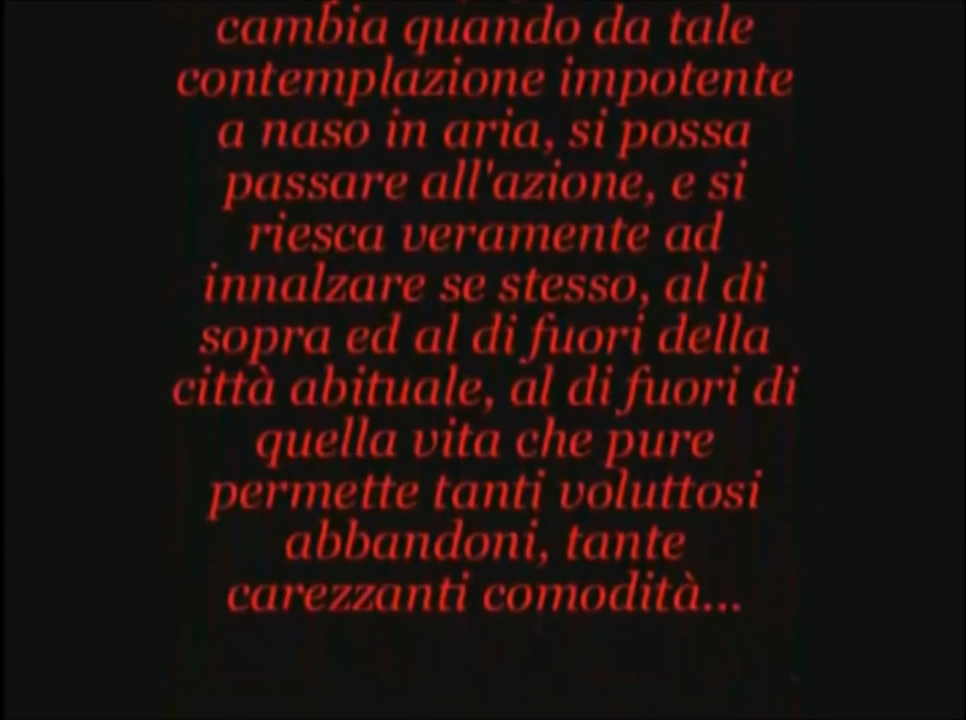 cambia quando da tale
contemplazione impotente
a naso in aria, si possa
passare all'azione, e si
riesca veramente ad
innalzare se stesso, al di
sopra ed al di fuori della
città abituale, al di fuori di
quella vita che pure
permette tanti voluttosi
abbandoni, tante
carezzanti comodità...